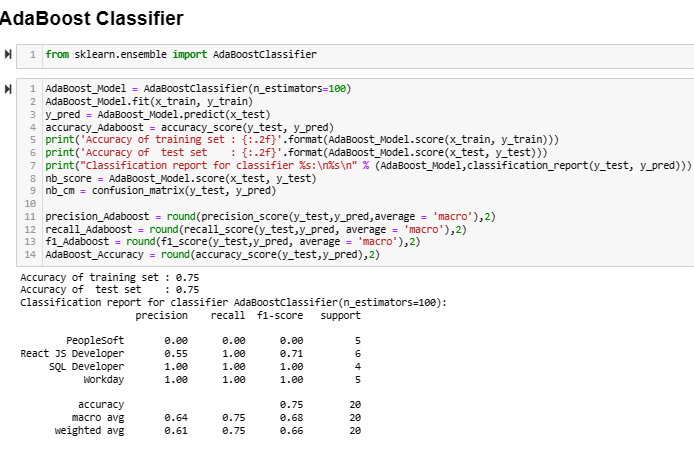 AdaBoost Classifier
1 from sklearn.ensemble import AdaBoostClassifier
1 AdaBoost_Model = AdaBoostClassifier(n_estimators=100)
2 AdaBoost_Model.fit(x_train, y_train)
3 y_pred = AdaBoost_Model.predict(x_test)
4 accuracy_Adaboost = accuracy_score(y_test, y_pred)
5 print('Accuracy of training set : {:.2f}'.format(AdaBoost_Model.score(x_train, y_train)))
6 print('Accuracy of  test set    : {:.2f}'.format(AdaBoost_Model.score(x_test, y_test)))
7 print("Classification report for classifier %s:\n%s\n" % (AdaBoost_Model,classification_report(y_test, y_pred)))
8 nb_score = AdaBoost_Model.score(x_test, y_test)
9 nb_cm = confusion_matrix(y_test, y_pred)
10
11 precision_Adaboost = round(precision_score(y_test,y_pred,average = 'macro'),2)
12 recall_Adaboost = round(recall_score(y_test,y_pred, average = 'macro'),2)
13 f1_Adaboost = round(f1_score(y_test,y_pred, average = 'macro'),2)
14 AdaBoost_Accuracy = round(accuracy_score(y_test,y_pred),2)
Accuracy of training set : 0.75
Accuracy of  test set    : 0.75
Classification report for classifier AdaBoostClassifier(n_estimators=100):
precision recall f1-score support
PeopleSoft 0.00 0.00 0.00 5
React JS Developer 0.55 1.00 0.71 6
SQL Developer 1.00 1.00 1.00 4
Workday 1.00 1.00 1.00 5
accuracy 0.75 20
macro avg 0.64 0.75 0.68 20
weighted avg 0.61 0.75 0.66 20